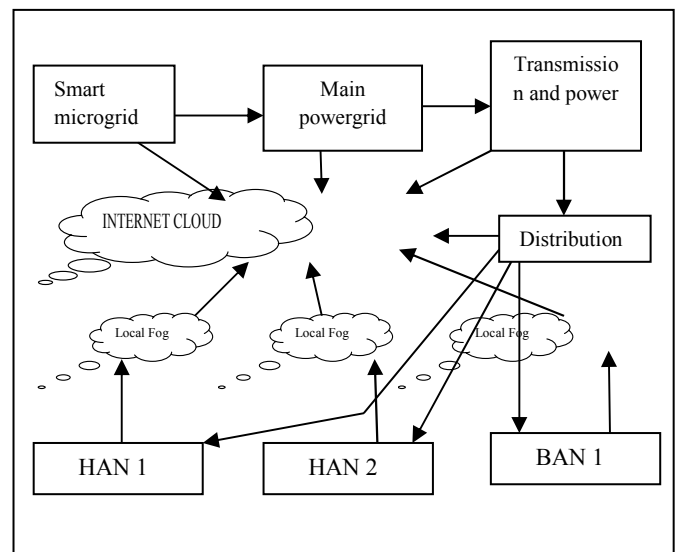 Smart
microgrid
Main
powergrid
Transmissio
n and power
INTERNET CLOUD
Distribution
Local Fog
Local Fog
Local Fog
HAN 1
HAN 2
BAN 1